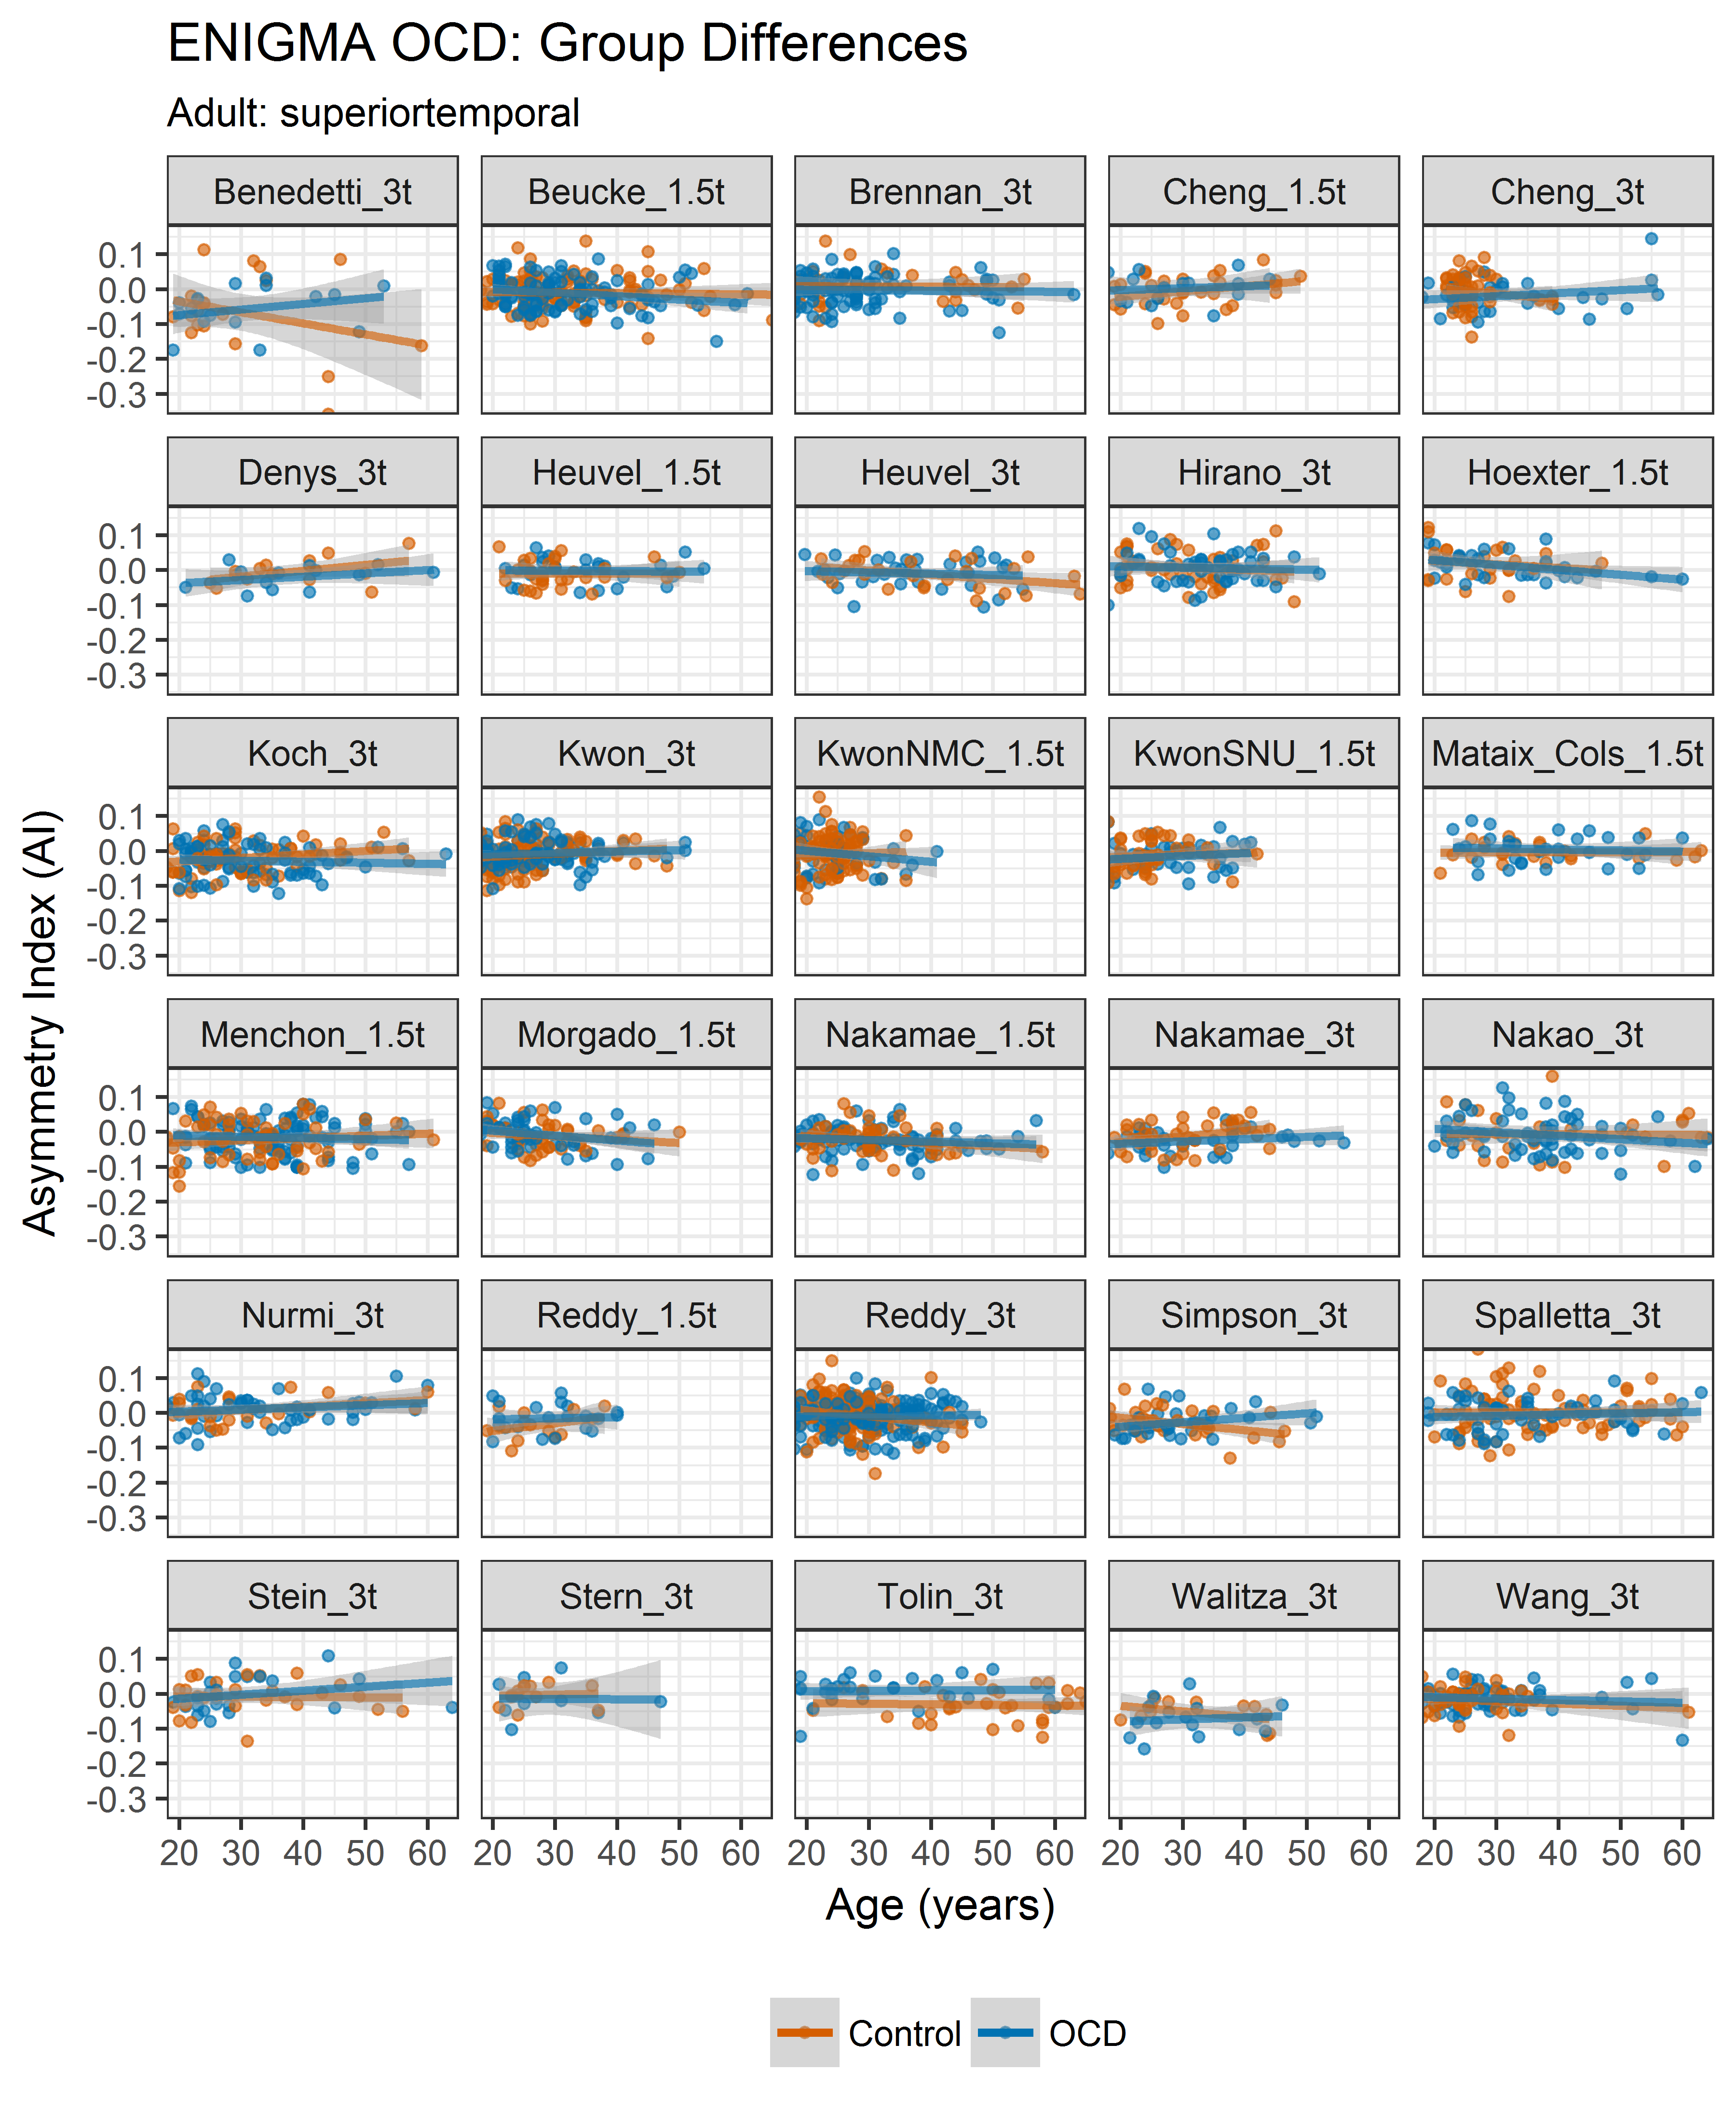 ENIGMA OCD: Group Differences
Adult: superiortemporal
Benedetti_3t Beucke_1.5t Brennan_3t Cheng_1.5t Cheng_3t
0.1
0.0
-0.1
-0.2
-0.3
Denys_3t Heuvel_1.5t Heuvel_3t Hirano_3t Hoexter_1.5t
0.1
0.0
-0.1
-0.2
-0.3
Koch_3t Kwon_3t KwonNMC_1.5t KwonSNU_1.5t Mataix_Cols_1.5t
0.1
0.0
-0.1
-0.2
-0.3
Menchon_1.5t Morgado_1.5t Nakamae_1.5t Nakamae_3t Nakao_3t
0.1
0.0
-0.1
-0.2
-0.3
Nurmi_3t Reddy_1.5t Reddy_3t Simpson_3t Spalletta_3t
0.1
0.0
-0.1
-0.2
-0.3
Stein_3t Stern_3t Tolin_3t Walitza_3t Wang_3t
0.1
0.0
-0.1
-0.2
-0.3
20 30 40 50 60 20 30 40 50 60 20 30 40 50 60 20 30 40 50 60 20 30 40 50 60
Asymmetry Index (AI)
Age (years)
Control OCD